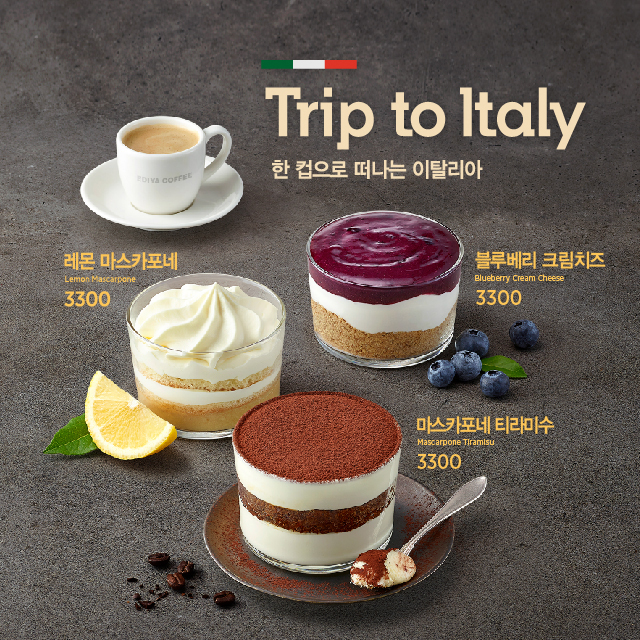 Trip to Italy
한 컵으로 떠나는 이탈리아
EDIYA COFFEE
레몬 마스카포네
Lemon Mascarpone
3300
블루베리 크림치즈
Blueberry Cream Cheese
3300
마스카포네 티라미수
Mascarpone Tiramisu
3300